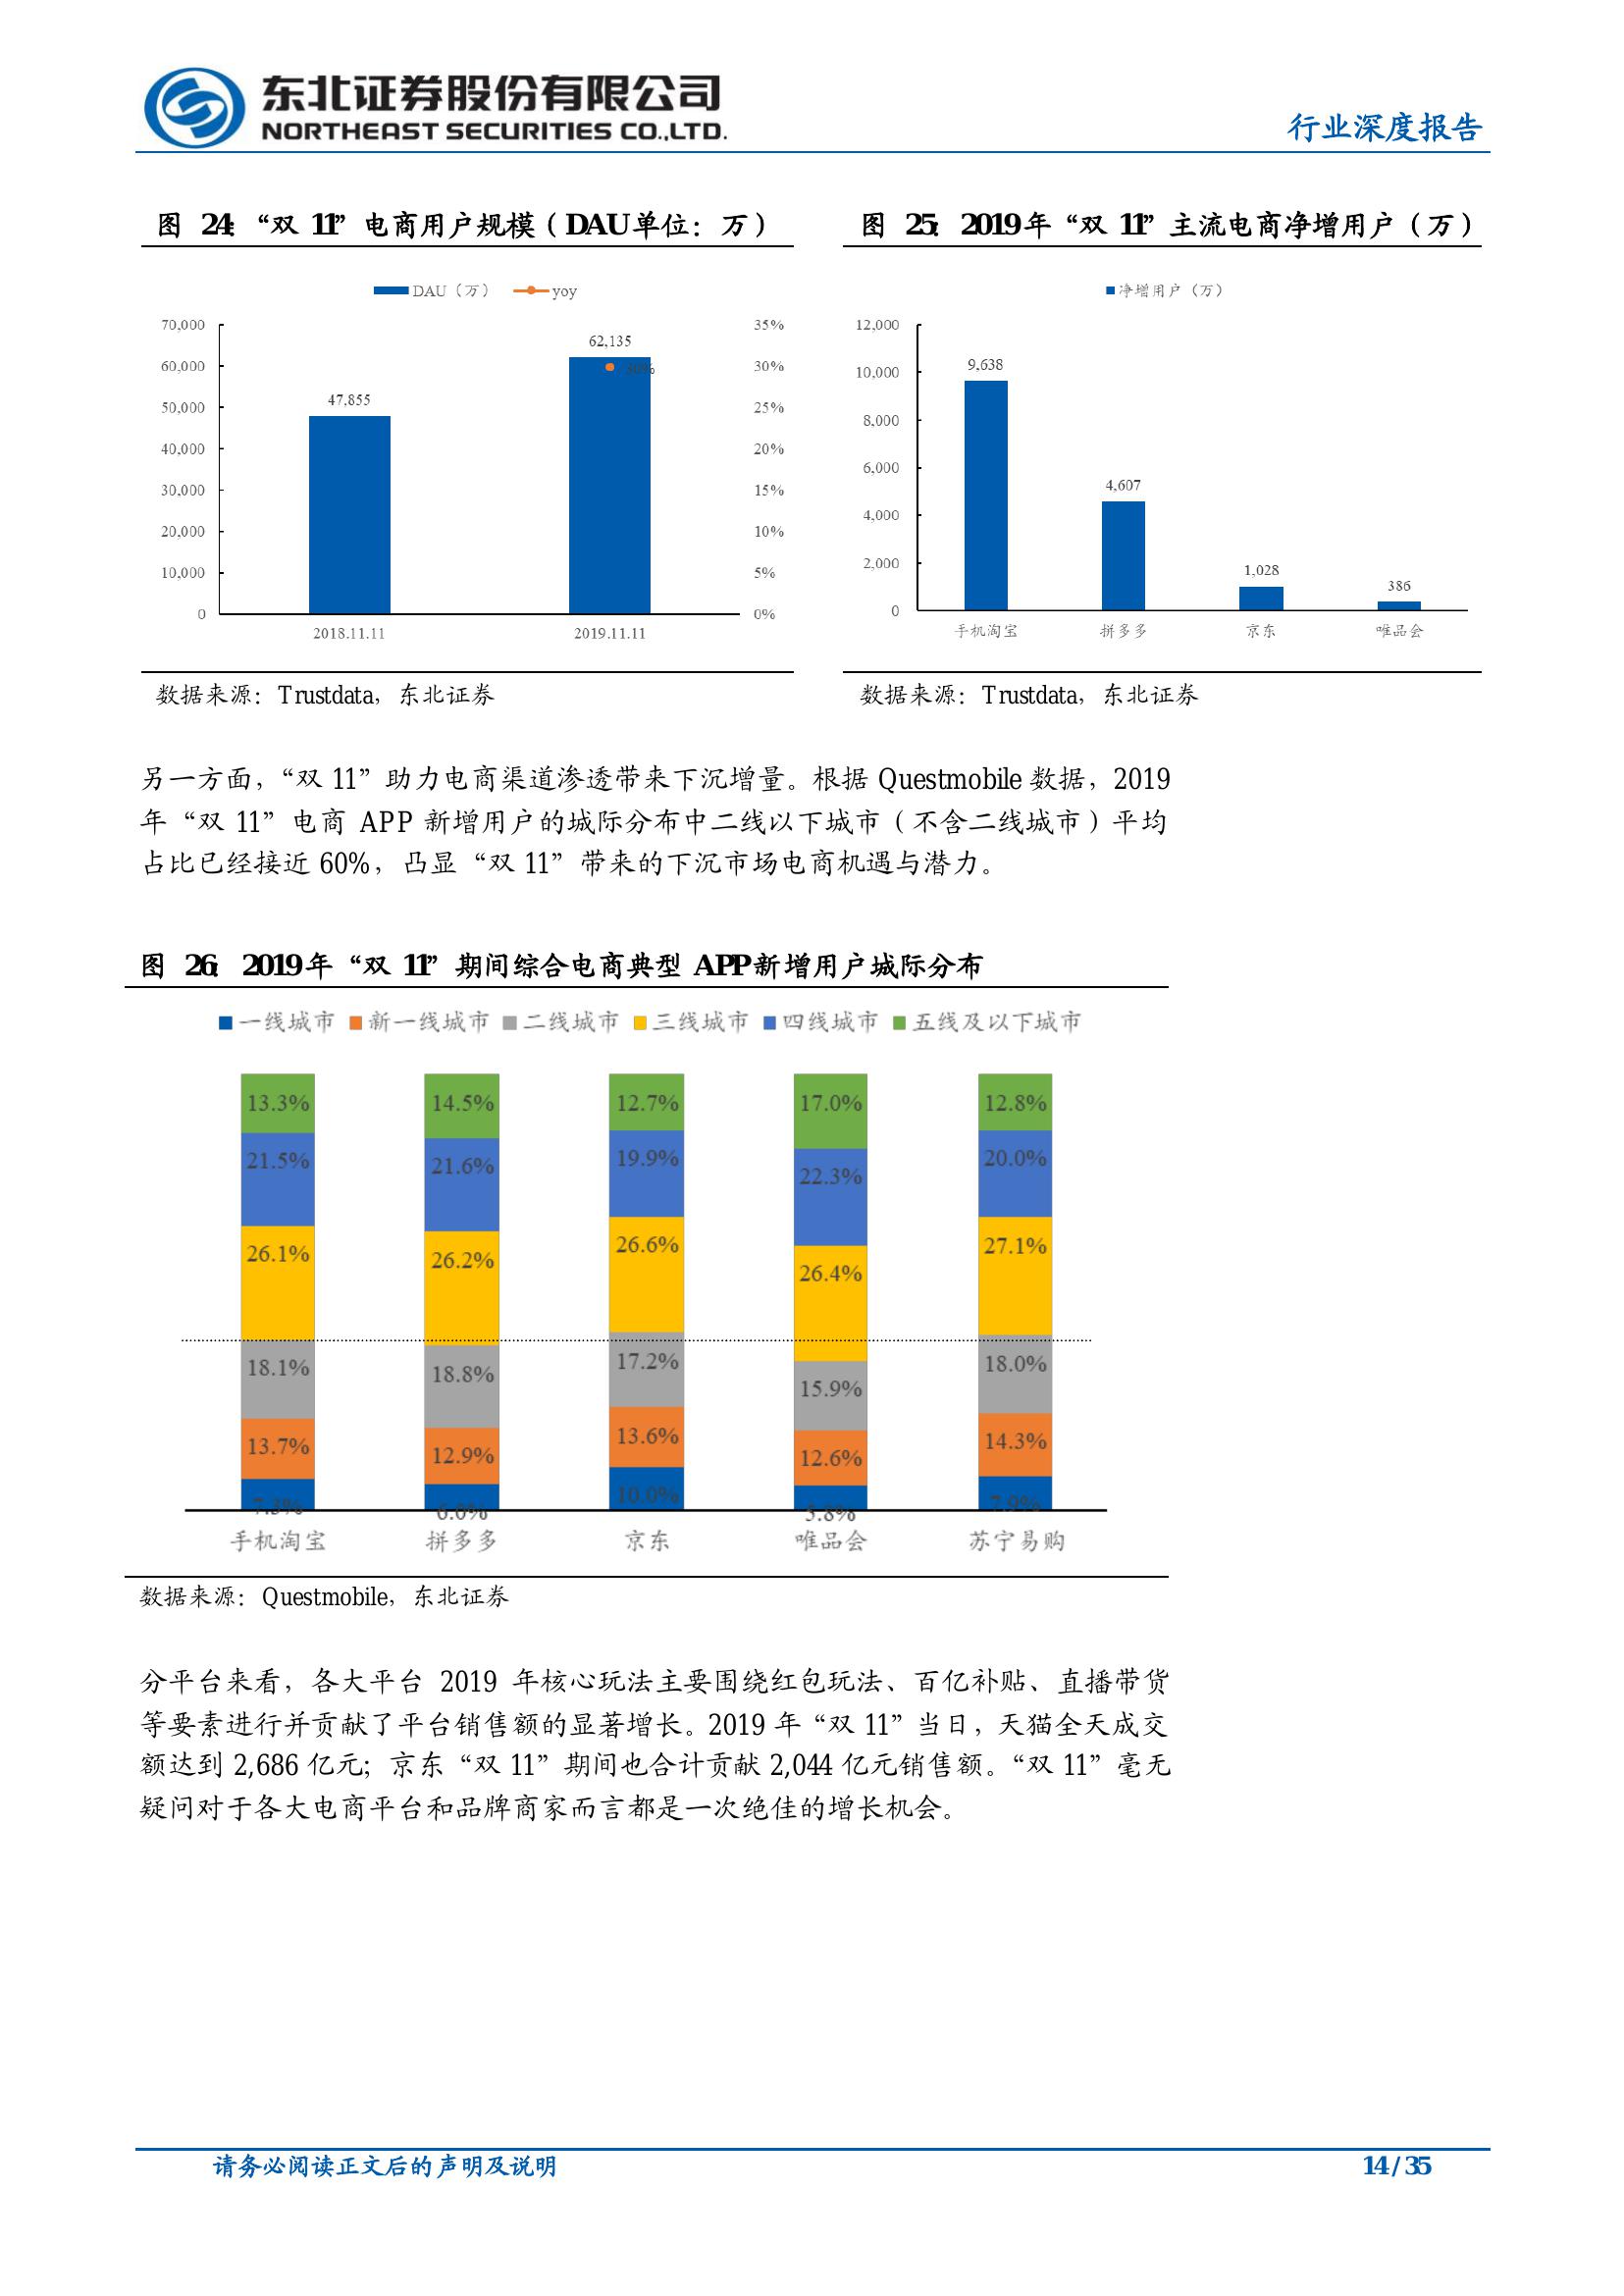 东北证券股份有限公司
NORTHEAST SECURITIES CO.,LTD.
行业深度报告
图 24:“双 11”电商用户规模（DAU 单位：万）
DAU（万） yoy
70,000
60,000
50,000
40,000
30,000
20,000
10,000
0
47,855
62,135
30%
35%
30%
25%
20%
15%
10%
5%
0%
2018.11.11 2019.11.11
数据来源：Trustdata，东北证券
图 25：2019 年“双 11”主流电商净增用户（万）
净增用户（万）
12,000
10,000
8,000
6,000
4,000
2,000
0
9,638
4,607
1,028
386
手机淘宝 拼多多 京东 唯品会
数据来源：Trustdata，东北证券
另一方面，“双 11”助力电商渠道渗透带来下沉增量。根据 Questmobile 数据，2019
年“双 11”电商 APP 新增用户的城际分布中二线以下城市（不含二线城市）平均
占比已经接近 60%，凸显“双 11”带来的下沉市场电商机遇与潜力。
图 26：2019 年“双 11”期间综合电商典型 APP 新增用户城际分布
一线城市 新一线城市 二线城市 三线城市 四线城市 五线及以下城市
13.3% 14.5% 12.7% 17.0% 12.8%
21.5% 21.6% 19.9% 22.3% 20.0%
26.1% 26.2% 26.6% 26.4% 27.1%
18.1% 18.8% 17.2% 15.9% 18.0%
13.7% 12.9% 13.6% 12.6% 14.3%
7.3% 10.0% 5.8% 7.9%
手机淘宝 拼多多 京东 唯品会 苏宁易购
数据来源：Questmobile，东北证券
分平台来看，各大平台 2019 年核心玩法主要围绕红包玩法、百亿补贴、直播带货
等要素进行并贡献了平台销售额的显著增长。2019 年“双 11”当日，天猫全天成交
额达到 2,686 亿元；京东“双 11”期间也合计贡献 2,044 亿元销售额。“双 11”毫无
疑问对于各大电商平台和品牌商家而言都是一次绝佳的增长机会。
请务必阅读正文后的声明及说明
14 / 35